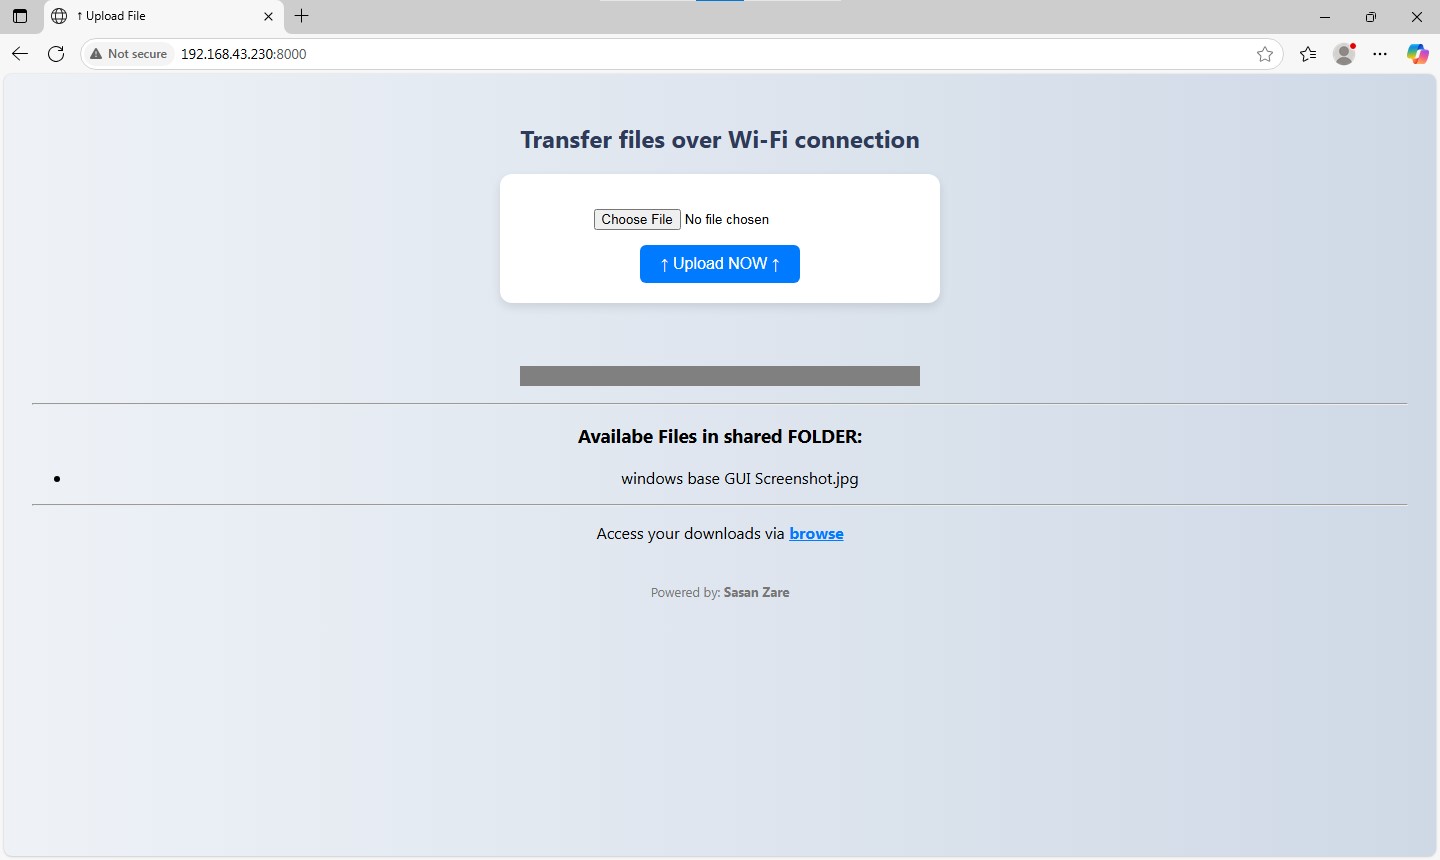 ↑ Upload File
Not secure 192.168.43.230:8000
Transfer files over Wi-Fi connection
Choose File No file chosen
↑ Upload NOW ↑
Availabe Files in shared FOLDER:
• windows base GUI Screenshot.jpg
Access your downloads via browse
Powered by: Sasan Zare